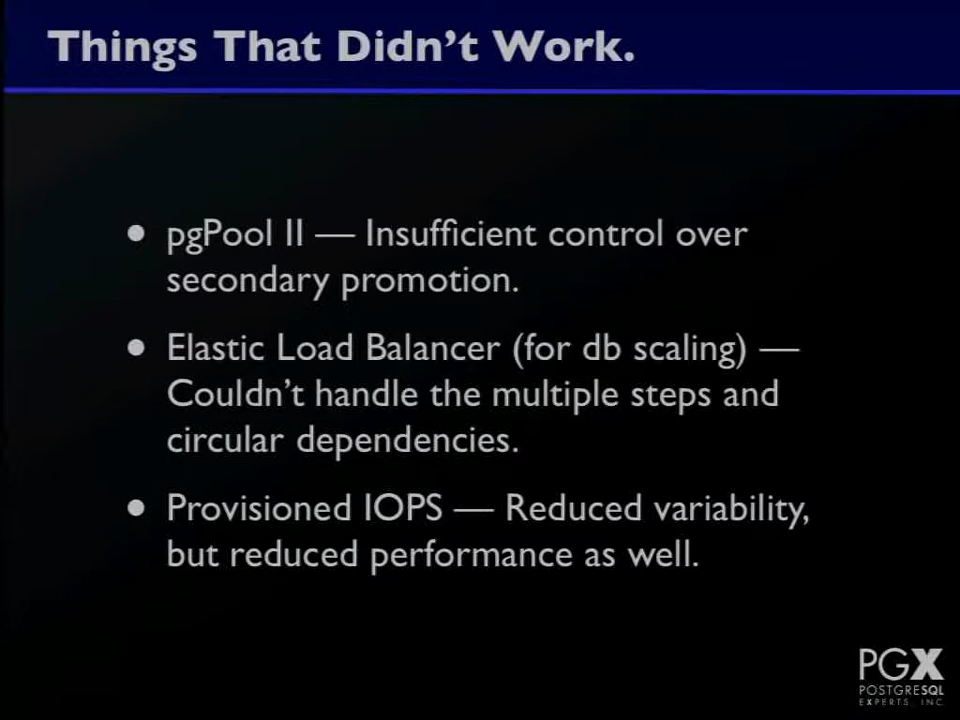 Things That Didn't Work.
• pgPool II — Insufficient control over
secondary promotion.
• Elastic Load Balancer (for db scaling) —
Couldn't handle the multiple steps and
circular dependencies.
• Provisioned IOPS — Reduced variability,
but reduced performance as well.
PGX
POSTGRESQL
EXPERTS, INC.